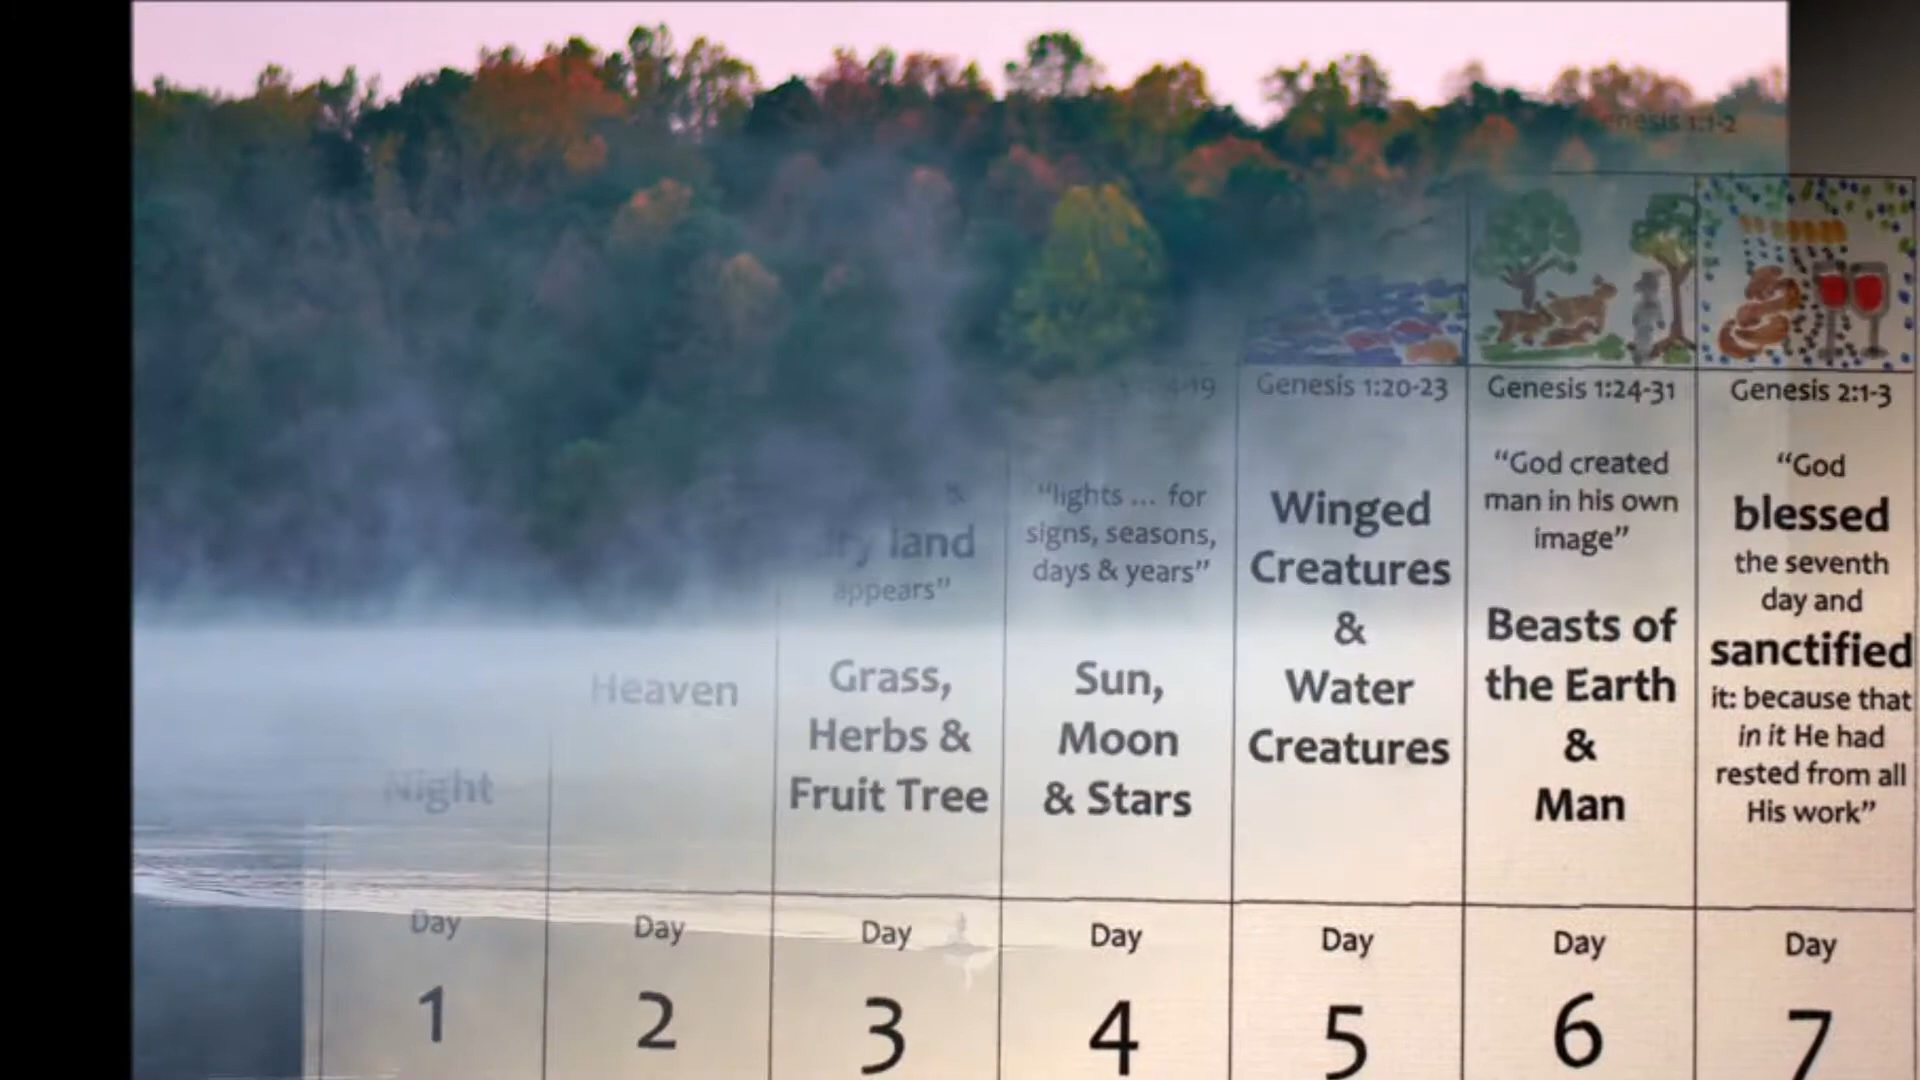 Genesis 1:20-23
Genesis 1:24-31
Genesis 2:1-3
land
appears”
“lights ... for
signs, seasons,
days & years”
“God created
man in his own
image”
“God
blessed
the seventh
day and
sanctified
it: because that
in it He had
rested from all
His work”
Night
Heaven
Grass,
Herbs &
Fruit Tree
Sun,
Moon
& Stars
Winged
Creatures
&
Water
Creatures
Beasts of
the Earth
&
Man
Day
1
Day
2
Day
3
Day
4
Day
5
Day
6
Day
7